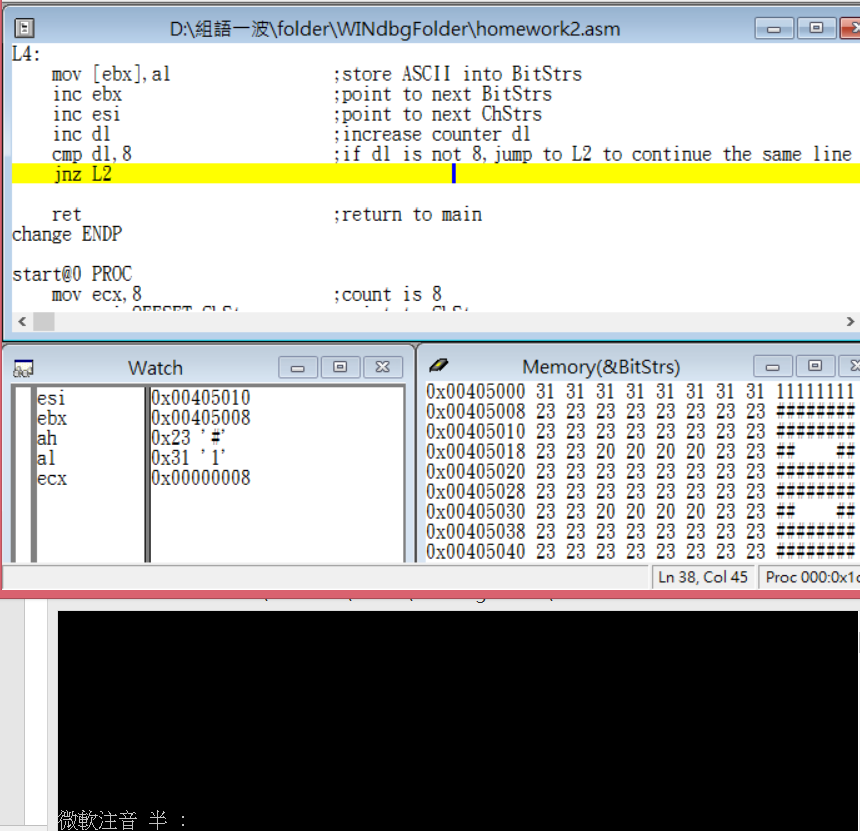 D:\組語一波\folder\WINdbgFolder\homework2.asm
L4:
mov [ebx],al ;store ASCII into BitStrs
inc ebx ;point to next BitStrs
inc esi ;point to next ChStrs
inc dl ;increase counter dl
cmp dl,8 ;if dl is not 8,jump to L2 to continue the same line
jnz L2
ret ;return to main
change ENDP
start@0 PROC
mov ecx,8 ;count is 8
Watch
esi 0x00405010
ebx 0x00405008
ah 0x23 '#'
al 0x31 '1'
ecx 0x00000008
Memory(&BitStrs)
0x00405000 31 31 31 31 31 31 31 31 11111111
0x00405008 23 23 23 23 23 23 23 23 ########
0x00405010 23 23 23 23 23 23 23 23 ########
0x00405018 23 23 20 20 20 20 23 23 ##    ##
0x00405020 23 23 23 23 23 23 23 23 ########
0x00405028 23 23 23 23 23 23 23 23 ########
0x00405030 23 23 20 20 20 20 23 23 ##    ##
0x00405038 23 23 23 23 23 23 23 23 ########
0x00405040 23 23 23 23 23 23 23 23 ########
Ln 38, Col 45 Proc 000:0x1c
微軟注音 半 :